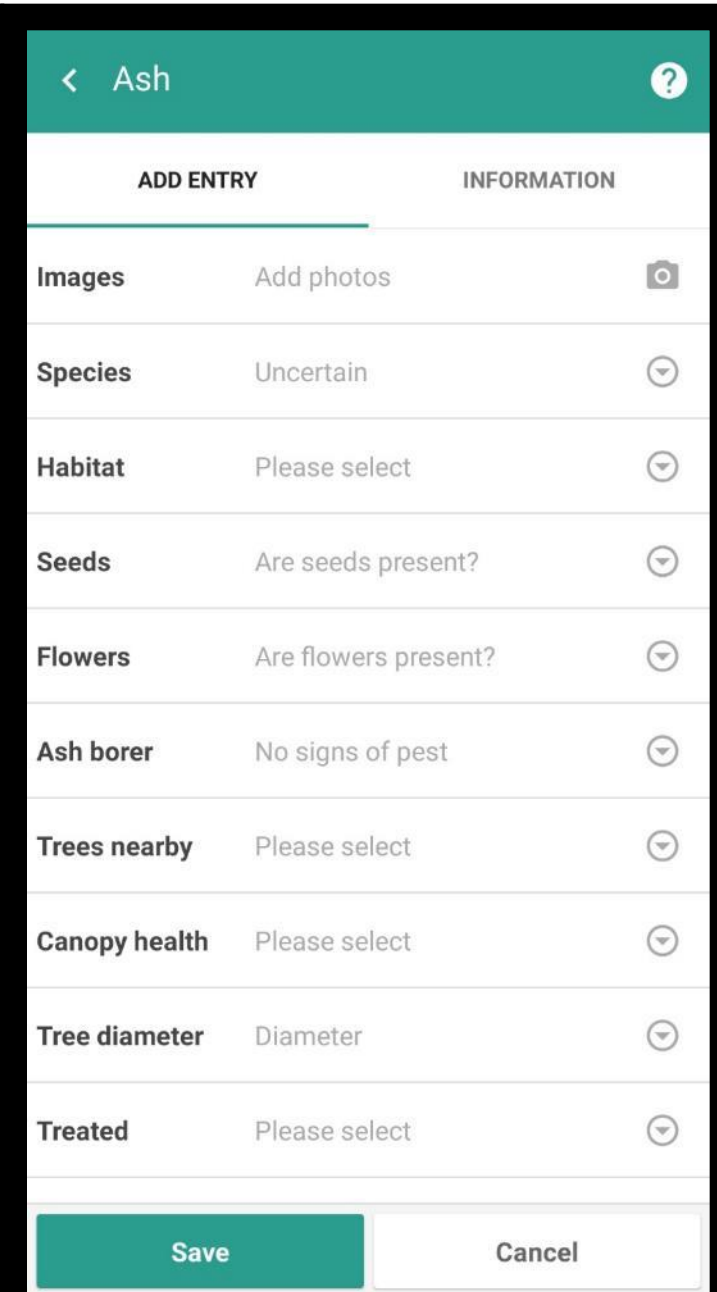 Ash
ADD ENTRY INFORMATION
Images Add photos
Species Uncertain
Habitat Please select
Seeds Are seeds present?
Flowers Are flowers present?
Ash borer No signs of pest
Trees nearby Please select
Canopy health Please select
Tree diameter Diameter
Treated Please select
Save Cancel